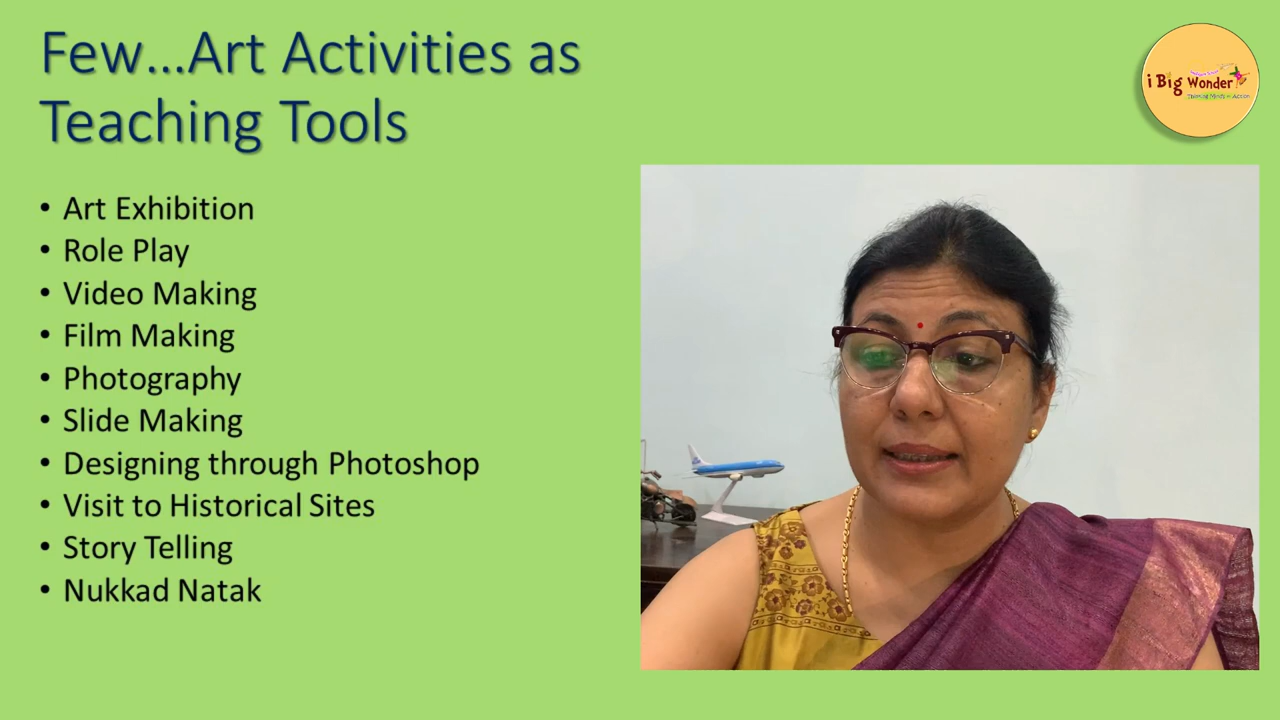 Few...Art Activities as
Teaching Tools
i Big Wonder
• Art Exhibition
• Role Play
• Video Making
• Film Making
• Photography
• Slide Making
• Designing through Photoshop
• Visit to Historical Sites
• Story Telling
• Nukkad Natak